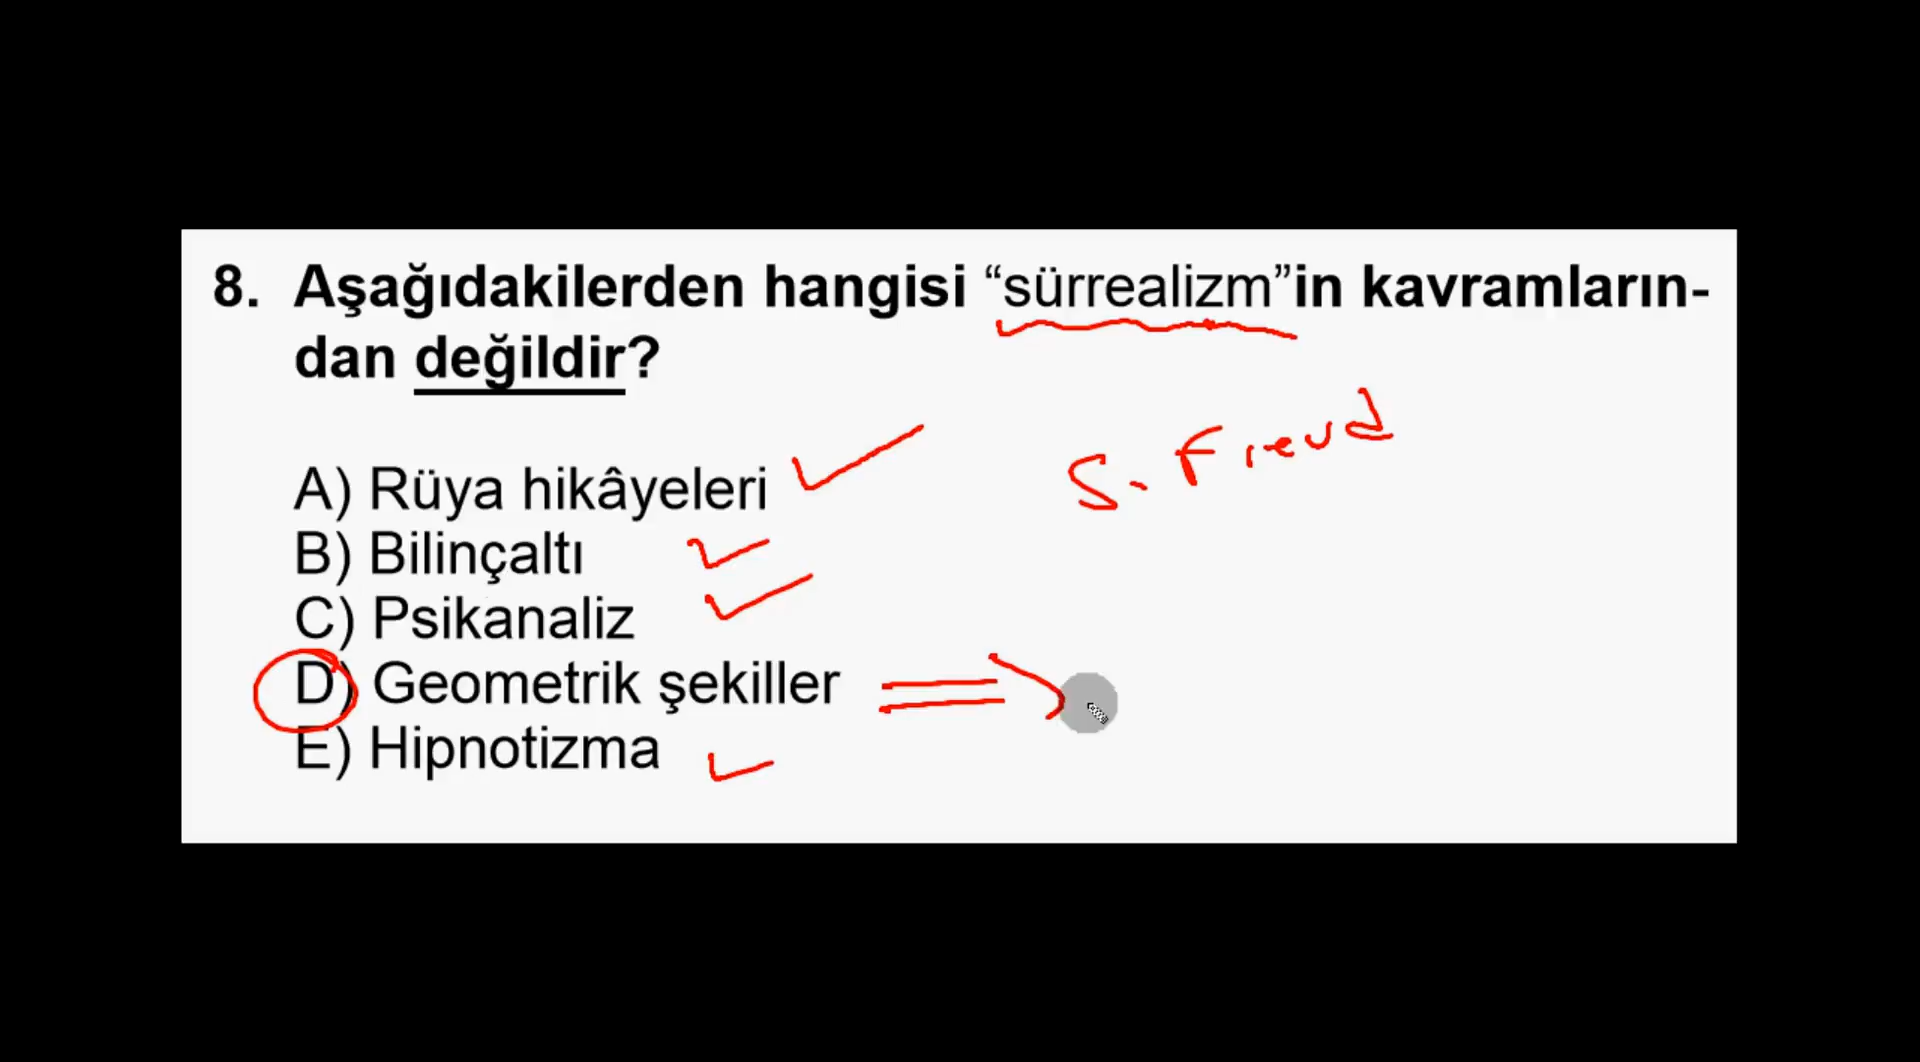 8. Aşağıdakilerden hangisi “sürrealizm”in kavramların-
dan değildir?
S. Freud
A) Rüya hikâyeleri
B) Bilinçaltı
C) Psikanaliz
D) Geometrik şekiller
E) Hipnotizma